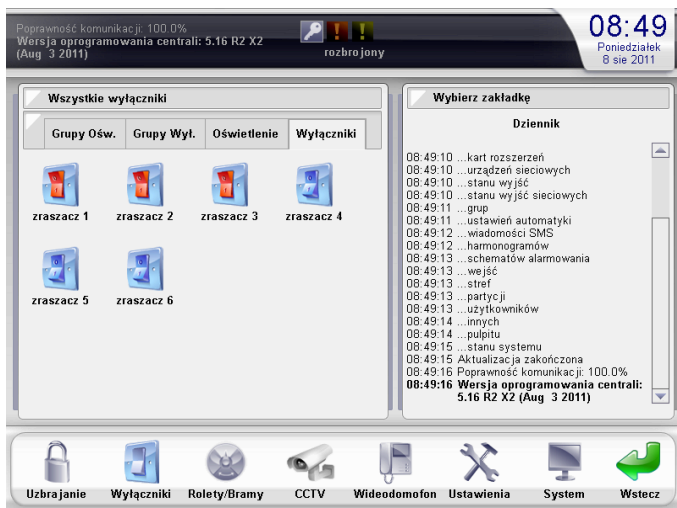 Poprawność komunikacji: 100.0%
Wersja oprogramowania centrali: 5.16 R2 X2
(Aug 3 2011)
rozbrojony
08:49
Poniedziałek
8 sie 2011
Wszystkie wyłączniki
Grupy Ośw. Grupy Wył. Oświetlenie Wyłączniki
zraszacz 1 zraszacz 2 zraszacz 3 zraszacz 4
zraszacz 5 zraszacz 6
Wybierz zakładkę
Dziennik
08:49:10 ...kart rozszerzeń
08:49:10 ...urządzeń sieciowych
08:49:10 ...stanu wyjść
08:49:10 ...stanu wyjść sieciowych
08:49:11 ...grup
08:49:11 ...ustawień automatyki
08:49:12 ...wiadomości SMS
08:49:12 ...harmonogramów
08:49:13 ...schematów alarmowania
08:49:13 ...wejść
08:49:13 ...stref
08:49:13 ...partycji
08:49:13 ...użytkowników
08:49:14 ...innych
08:49:14 ...pulpitu
08:49:15 ...stanu systemu
08:49:15 Aktualizacja zakończona
08:49:16 Poprawność komunikacji: 100.0%
08:49:16 Wersja oprogramowania centrali:
5.16 R2 X2 (Aug 3 2011)
Uzbrajanie Wyłączniki Rolety/Bramy CCTV Wideodomofon Ustawienia System Wstecz